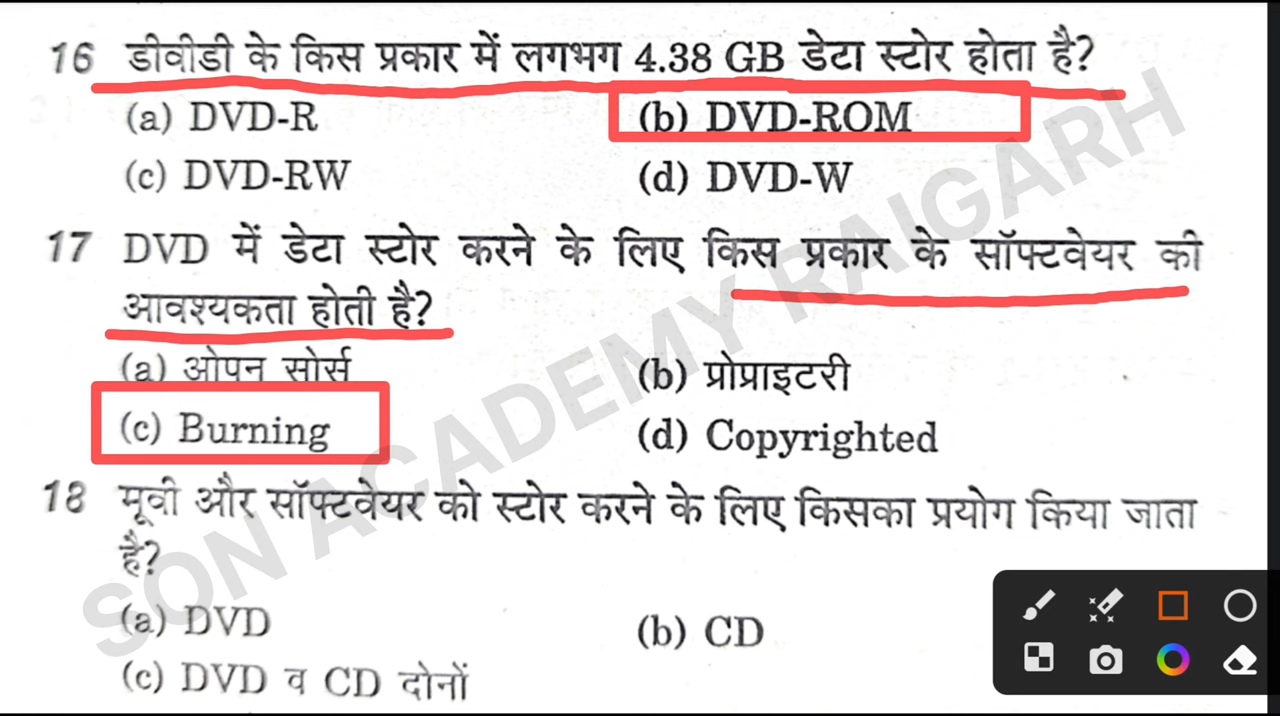 16 डीवीडी के किस प्रकार में लगभग 4.38 GB डेटा स्टोर होता है?
(a) DVD-R (b) DVD-ROM
(c) DVD-RW (d) DVD-W
17 DVD में डेटा स्टोर करने के लिए किस प्रकार के सॉफ्टवेयर की
आवश्यकता होती है?
(a) ओपन सोर्स (b) प्रोप्राइटरी
(c) Burning (d) Copyrighted
18 मूवी और सॉफ्टवेयर को स्टोर करने के लिए किसका प्रयोग किया जाता
है?
(a) DVD (b) CD
(c) DVD व CD दोनों
SON ACADEMY RAIGARH